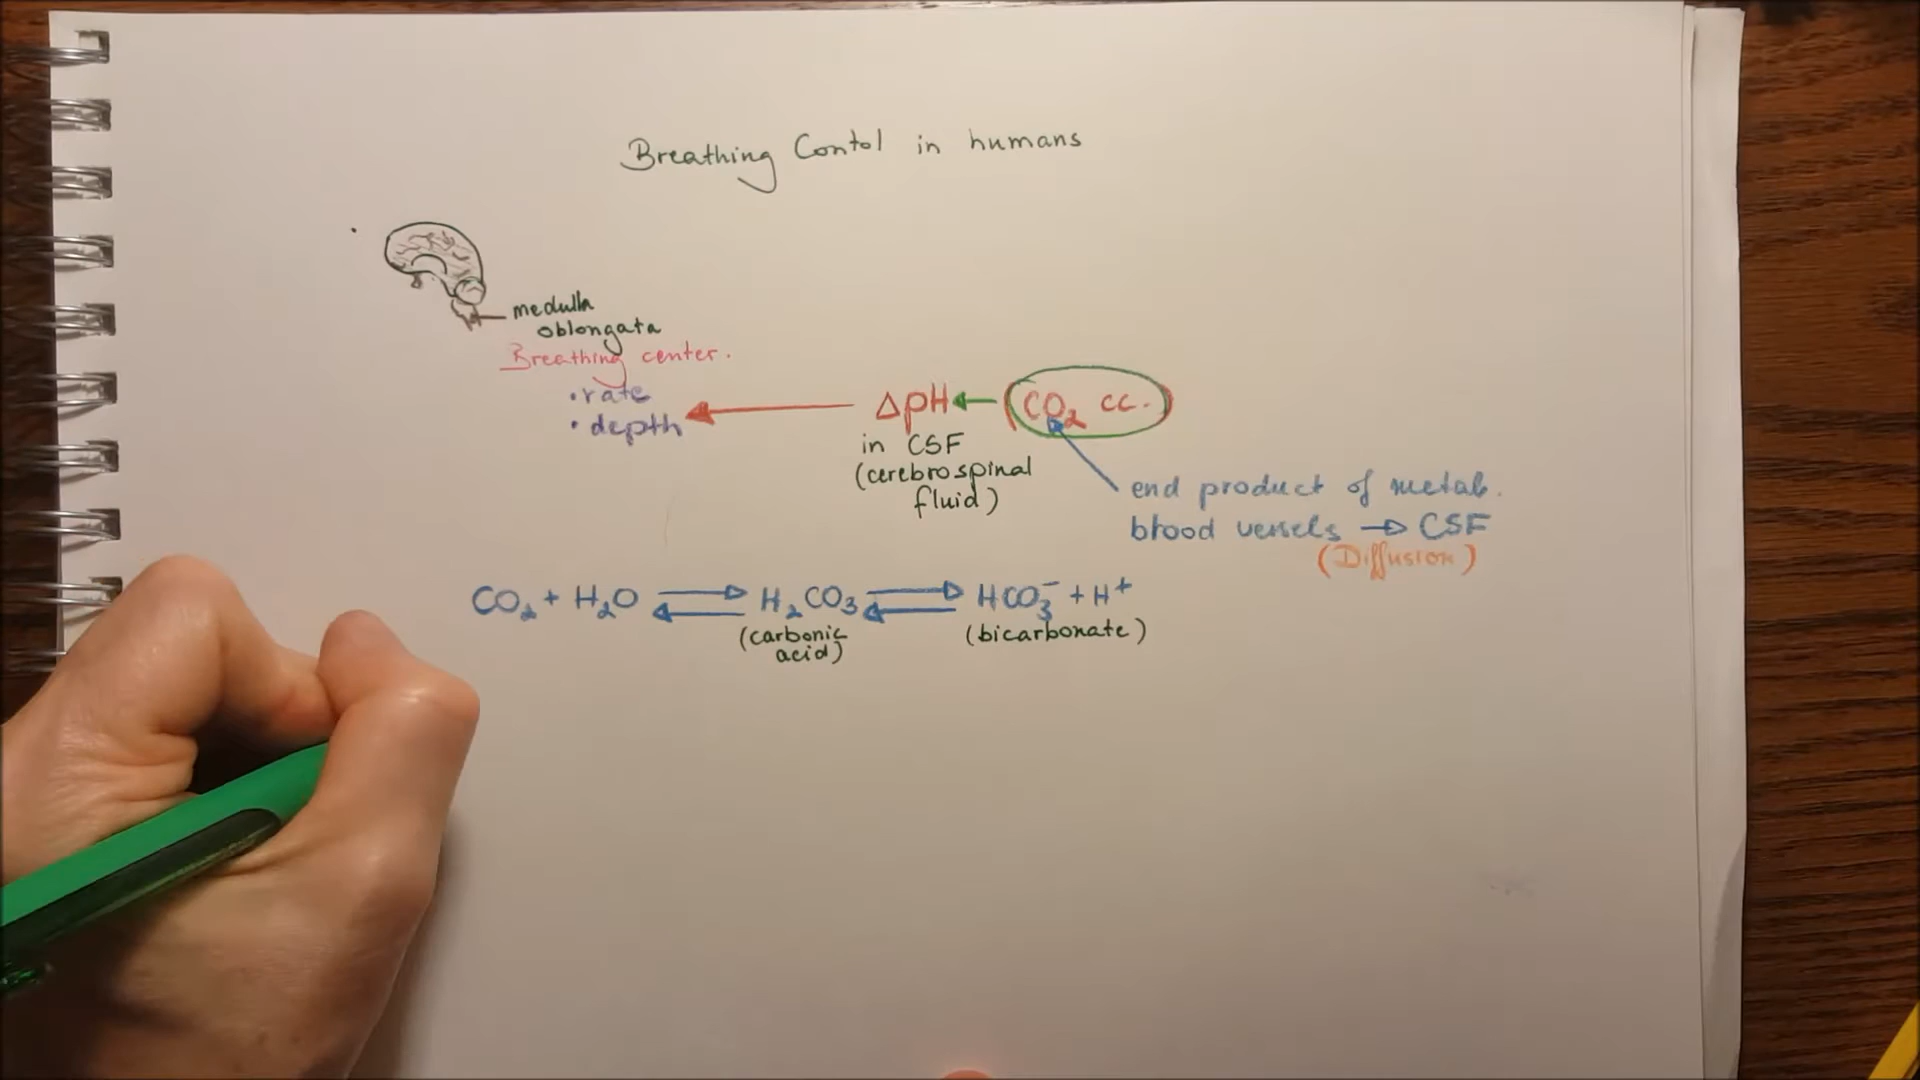 Breathing Contol in humans
medulla
oblongata
Breathing center.
• rate
• depth
ΔpH ← (CO₂ cc.)
in CSF
(cerebrospinal
fluid)
end product of metab.
blood vessels → CSF
(Diffusion)
CO₂ + H₂O ⇌ H₂CO₃ ⇌ HCO₃⁻ + H⁺
(carbonic
acid)
(bicarbonate)